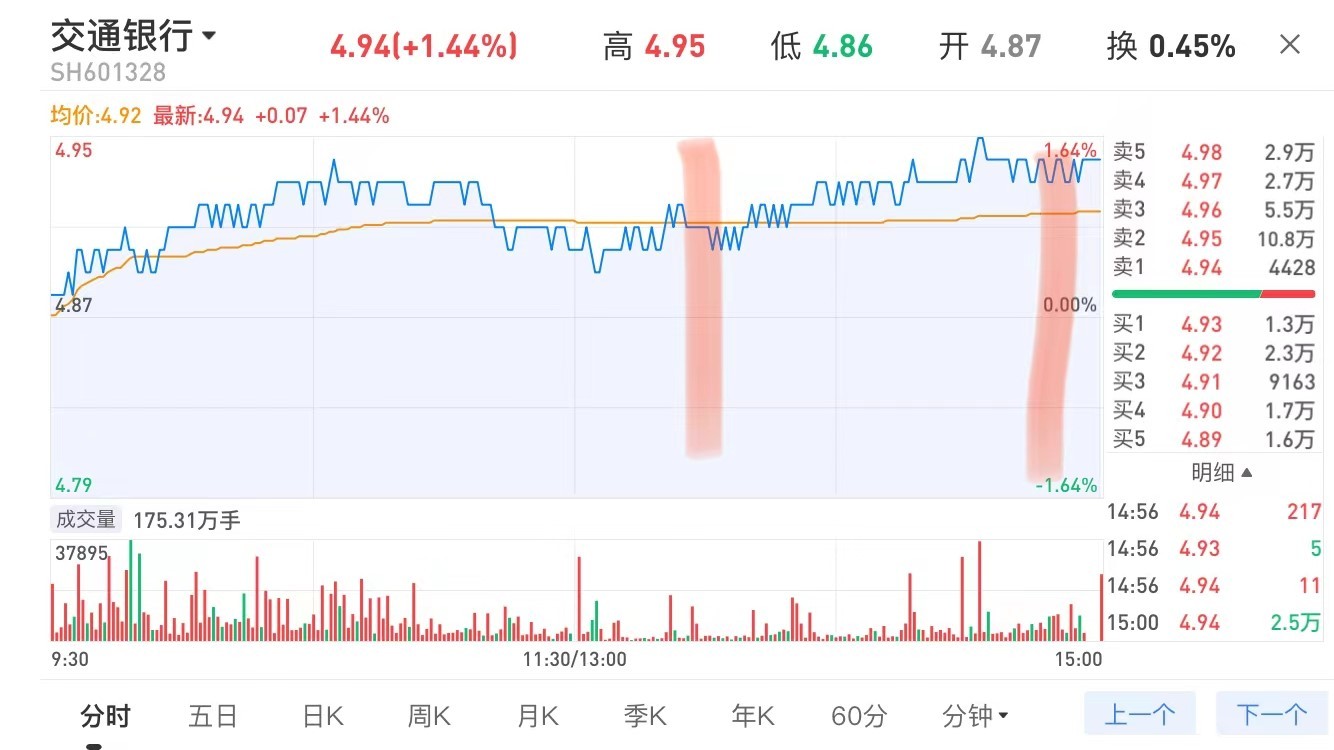 交通银行
SH601328
4.94(+1.44%) 高 4.95 低 4.86 开 4.87 换 0.45%
均价:4.92 最新:4.94 +0.07 +1.44%
4.95 1.64%
4.87 0.00%
4.79 -1.64%
成交量 175.31万手
37895
9:30 11:30/13:00 15:00
卖5 4.98 2.9万
卖4 4.97 2.7万
卖3 4.96 5.5万
卖2 4.95 10.8万
卖1 4.94 4428
买1 4.93 1.3万
买2 4.92 2.3万
买3 4.91 9163
买4 4.90 1.7万
买5 4.89 1.6万
明细
14:56 4.94 217
14:56 4.93 5
14:56 4.94 11
15:00 4.94 2.5万
分时 五日 日K 周K 月K 季K 年K 60分 分钟 上一个 下一个